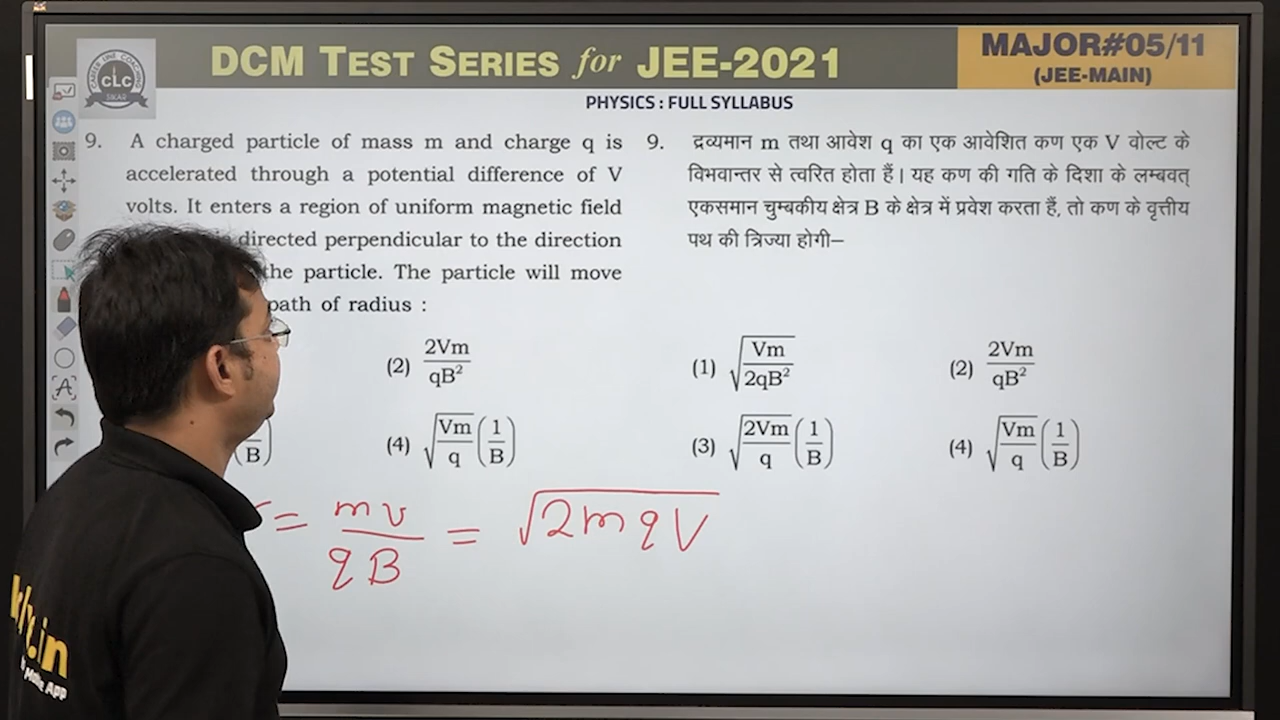 DCM TEST SERIES for JEE-2021
MAJOR#05/11
(JEE-MAIN)
CLC
SIKAR
PHYSICS : FULL SYLLABUS
9. A charged particle of mass m and charge q is
accelerated through a potential difference of V
volts. It enters a region of uniform magnetic field
directed perpendicular to the direction
the particle. The particle will move
path of radius :
(2) 2Vm/qB²
B)
(4) √(Vm/q) (1/B)
9. द्रव्यमान m तथा आवेश q का एक आवेशित कण एक V वोल्ट के
विभवान्तर से त्वरित होता हैं। यह कण की गति के दिशा के लम्बवत्
एकसमान चुम्बकीय क्षेत्र B के क्षेत्र में प्रवेश करता हैं, तो कण के वृत्तीय
पथ की त्रिज्या होगी–
(1) √(Vm/2qB²)
(2) 2Vm/qB²
(3) √(2Vm/q) (1/B)
(4) √(Vm/q) (1/B)
= mv/qB = √2mqV